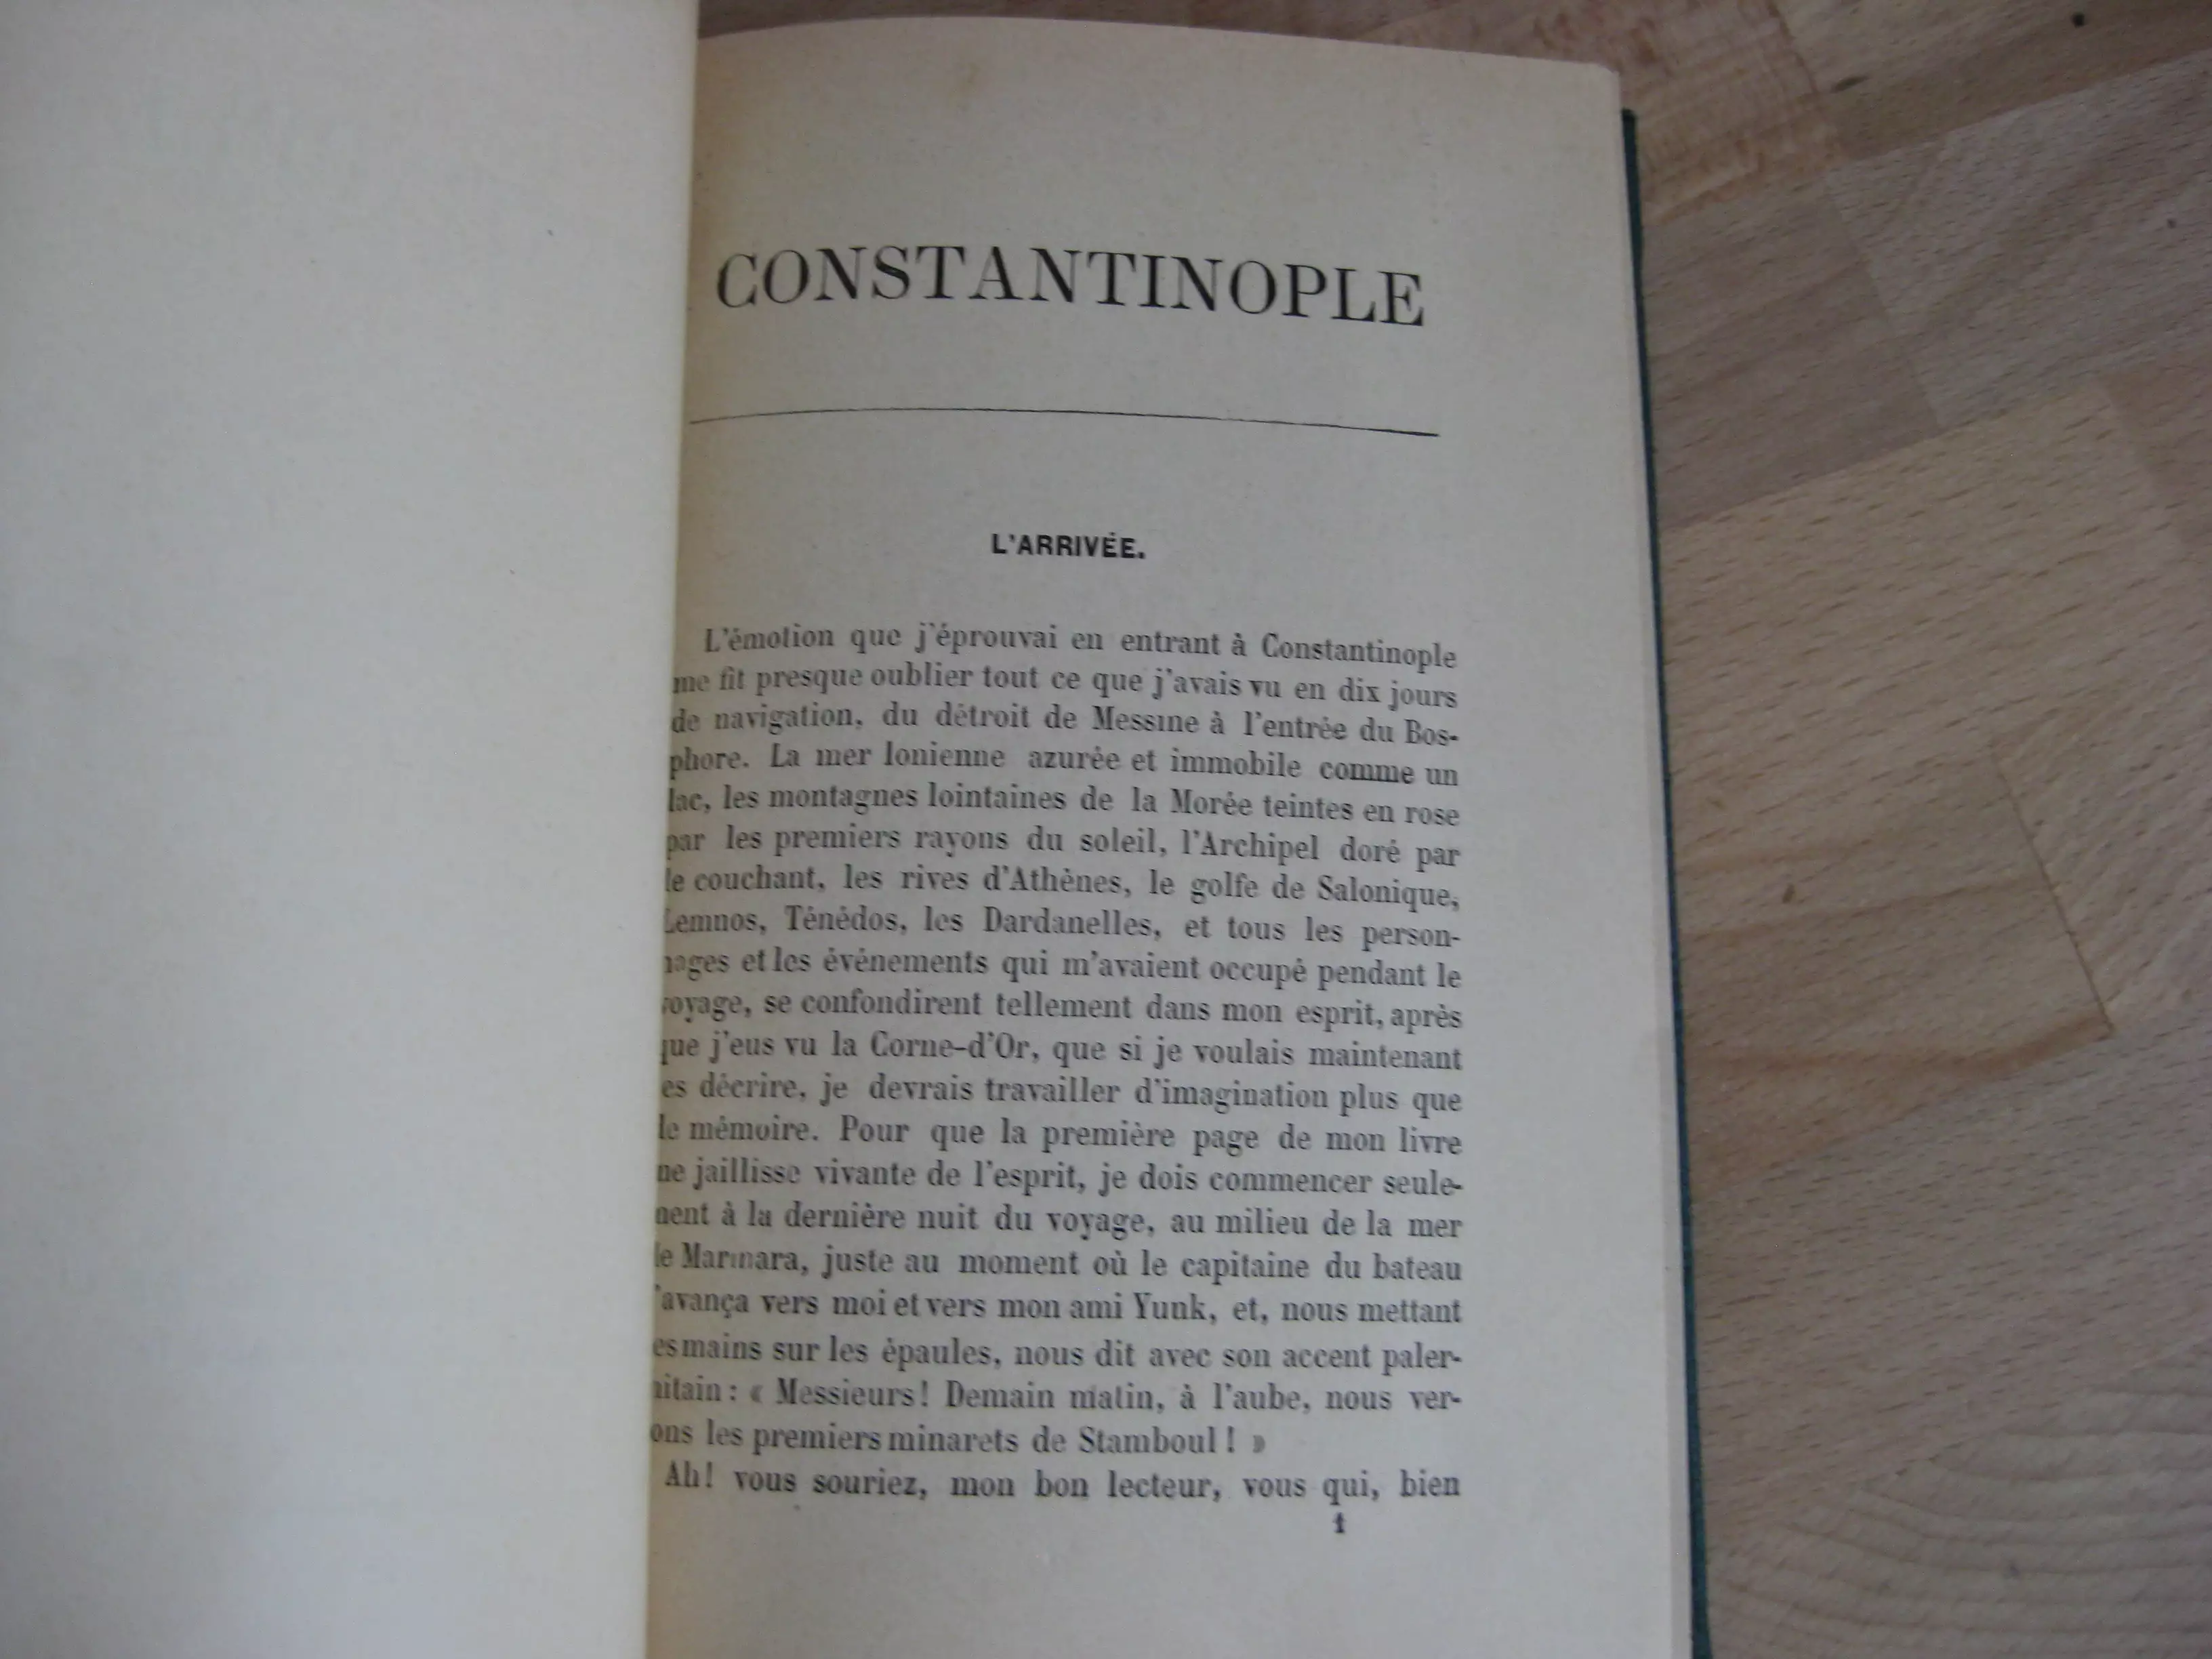 CONSTANTINOPLE
L'ARRIVÉE.
L'émotion que j'éprouvai en entrant à Constantinople
me fit presque oublier tout ce que j'avais vu en dix jours
de navigation, du détroit de Messine à l'entrée du Bos-
phore. La mer Ionienne azurée et immobile comme un
lac, les montagnes lointaines de la Morée teintes en rose
par les premiers rayons du soleil, l'Archipel doré par
le couchant, les rives d'Athènes, le golfe de Salonique,
Lemnos, Ténédos, les Dardanelles, et tous les person-
nages et les événements qui m'avaient occupé pendant le
voyage, se confondirent tellement dans mon esprit, après
que j'eus vu la Corne-d'Or, que si je voulais maintenant
es décrire, je devrais travailler d'imagination plus que
de mémoire. Pour que la première page de mon livre
me jaillisse vivante de l'esprit, je dois commencer seule-
ment à la dernière nuit du voyage, au milieu de la mer
de Marmara, juste au moment où le capitaine du bateau
'avança vers moi et vers mon ami Yunk, et, nous mettant
es mains sur les épaules, nous dit avec son accent paler-
mitain : « Messieurs ! Demain matin, à l'aube, nous ver-
ons les premiers minarets de Stamboul ! »
Ah ! vous souriez, mon bon lecteur, vous qui, bien
1